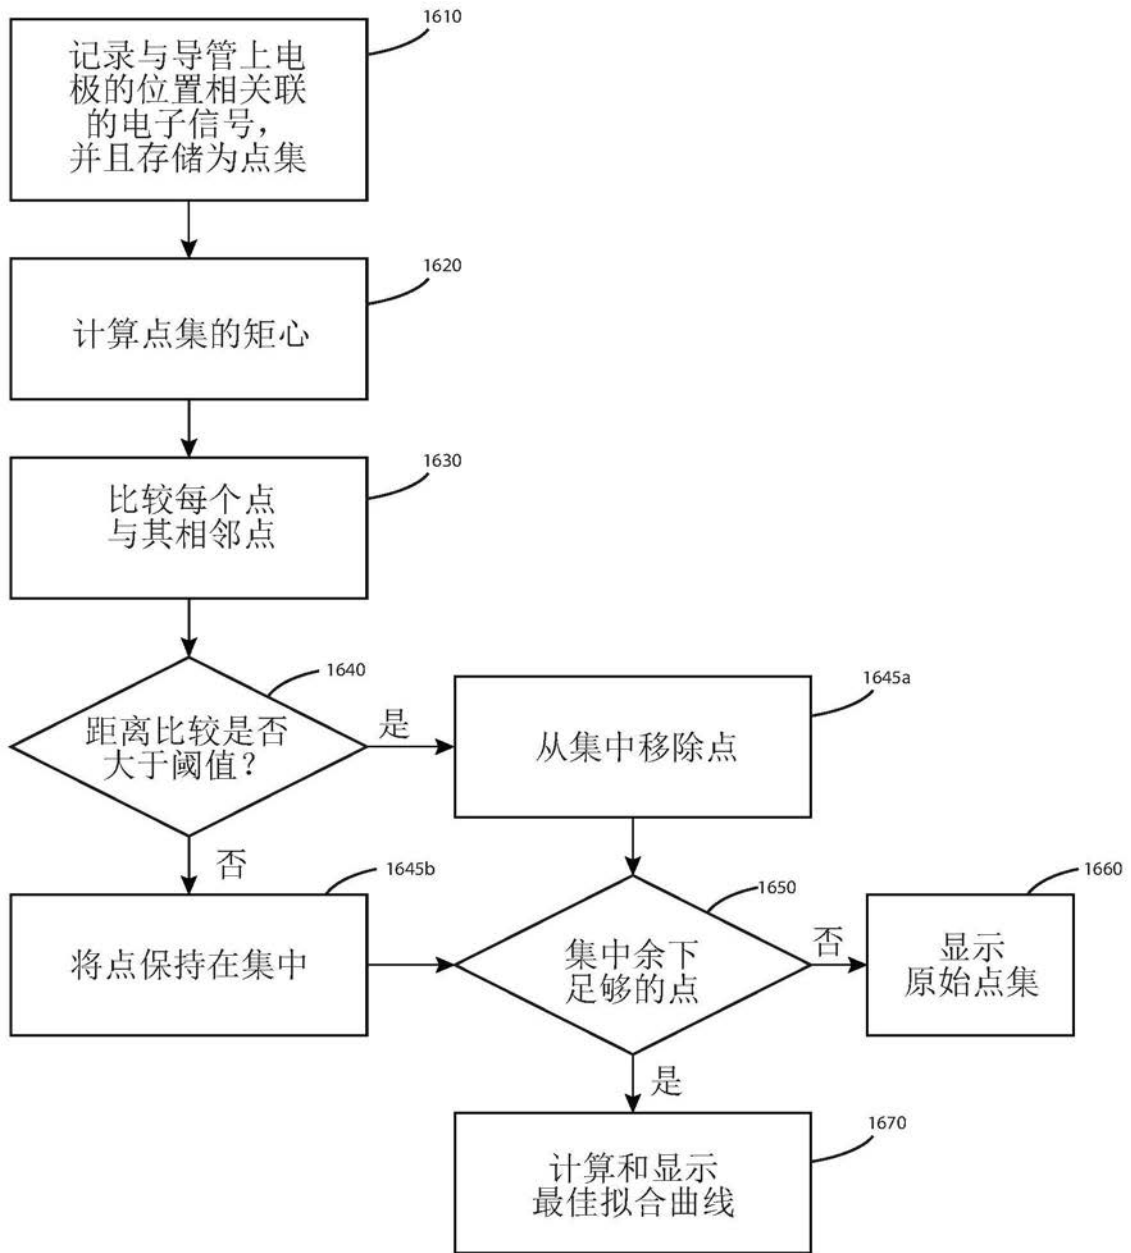 1610
记录与导管上电
极的位置相关联
的电子信号，
并且存储为点集
1620
计算点集的矩心
1630
比较每个点
与其相邻点
1640
距离比较是否
大于阈值？
是
1645a
从集中移除点
否
1645b
将点保持在集中
1650
集中余下
足够的点
否
1660
显示
原始点集
是
1670
计算和显示
最佳拟合曲线